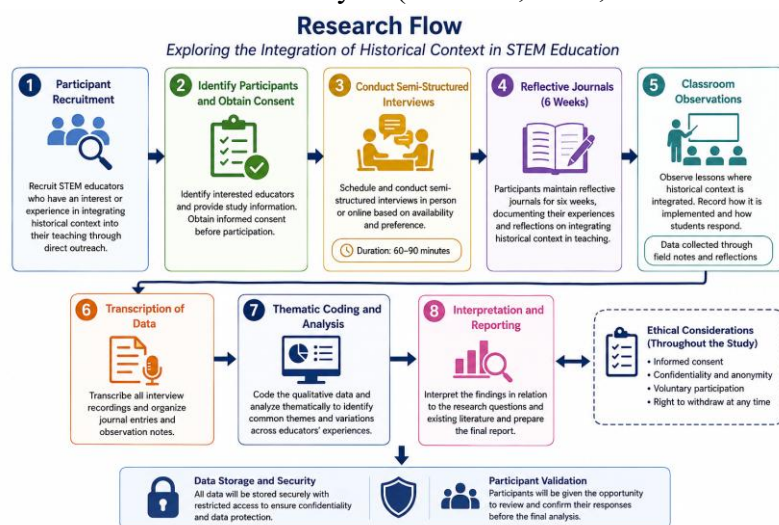 Research Flow
Exploring the Integration of Historical Context in STEM Education
1
Participant
Recruitment
Recruit STEM educators
who have an interest or
experience in integrating
historical context into
their teaching through
direct outreach.
2
Identify Participants
and Obtain Consent
Identify interested educators
and provide study information.
Obtain informed consent
before participation.
3
Conduct Semi-Structured
Interviews
Schedule and conduct semi-
structured interviews in person
or online based on availability
and preference.
Duration: 60–90 minutes
4
Reflective Journals
(6 Weeks)
Participants maintain reflective
journals for six weeks,
documenting their experiences
and reflections on integrating
historical context in teaching.
5
Classroom
Observations
Observe lessons where
historical context is
integrated. Record how it is
implemented and how
students respond.
Data collected through
field notes and reflections
6
Transcription of
Data
Transcribe all interview
recordings and organize
journal entries and
observation notes.
7
Thematic Coding and
Analysis
Code the qualitative data and
analyze thematically to identify
common themes and variations
across educators' experiences.
8
Interpretation and
Reporting
Interpret the findings in relation
to the research questions and
existing literature and prepare
the final report.
Ethical Considerations
(Throughout the Study)
• Informed consent
• Confidentiality and anonymity
• Voluntary participation
• Right to withdraw at any time
Data Storage and Security
All data will be stored securely with
restricted access to ensure confidentiality
and data protection.
Participant Validation
Participants will be given the opportunity
to review and confirm their responses
before the final analysis.